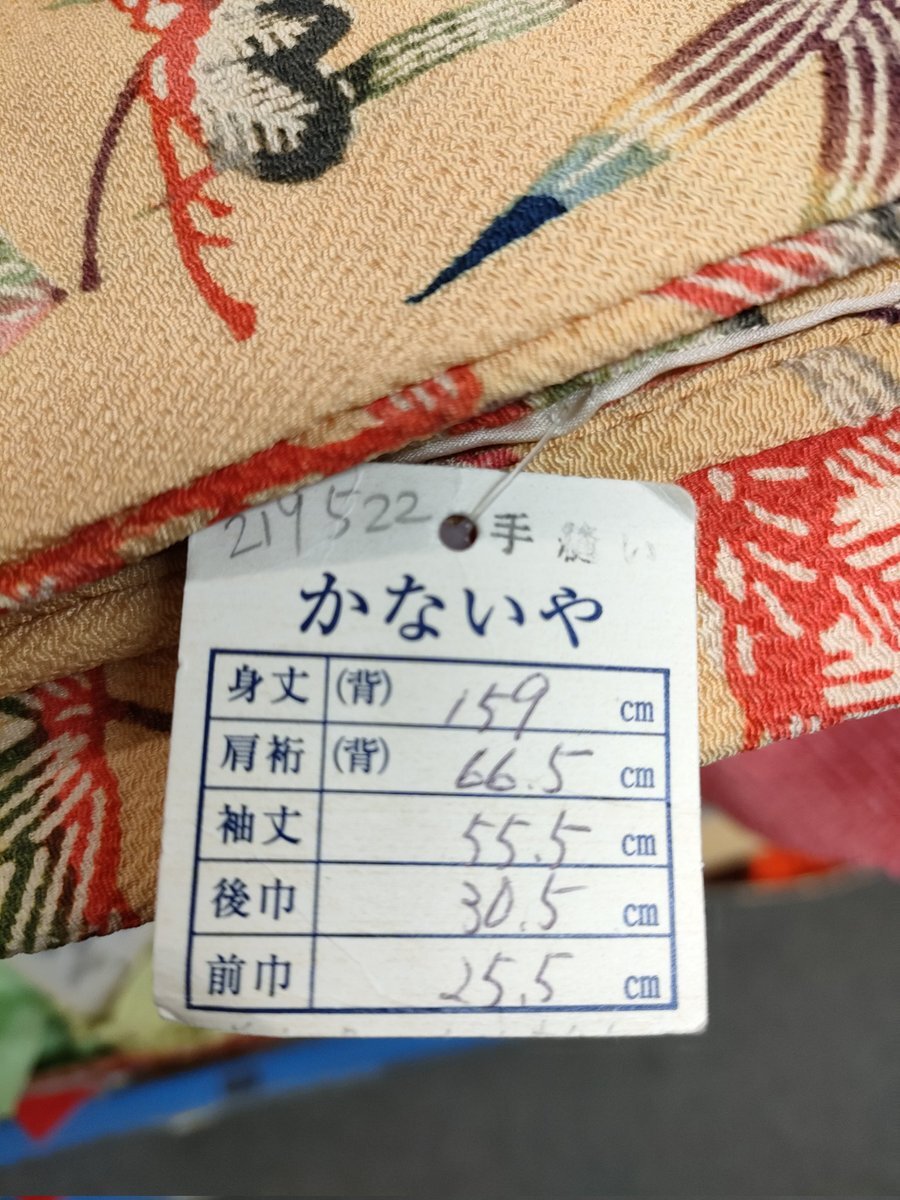 219522 手縫い
かないや
身丈 (背) 159 cm
肩裄 (背) 66.5 cm
袖丈 55.5 cm
後巾 30.5 cm
前巾 25.5 cm